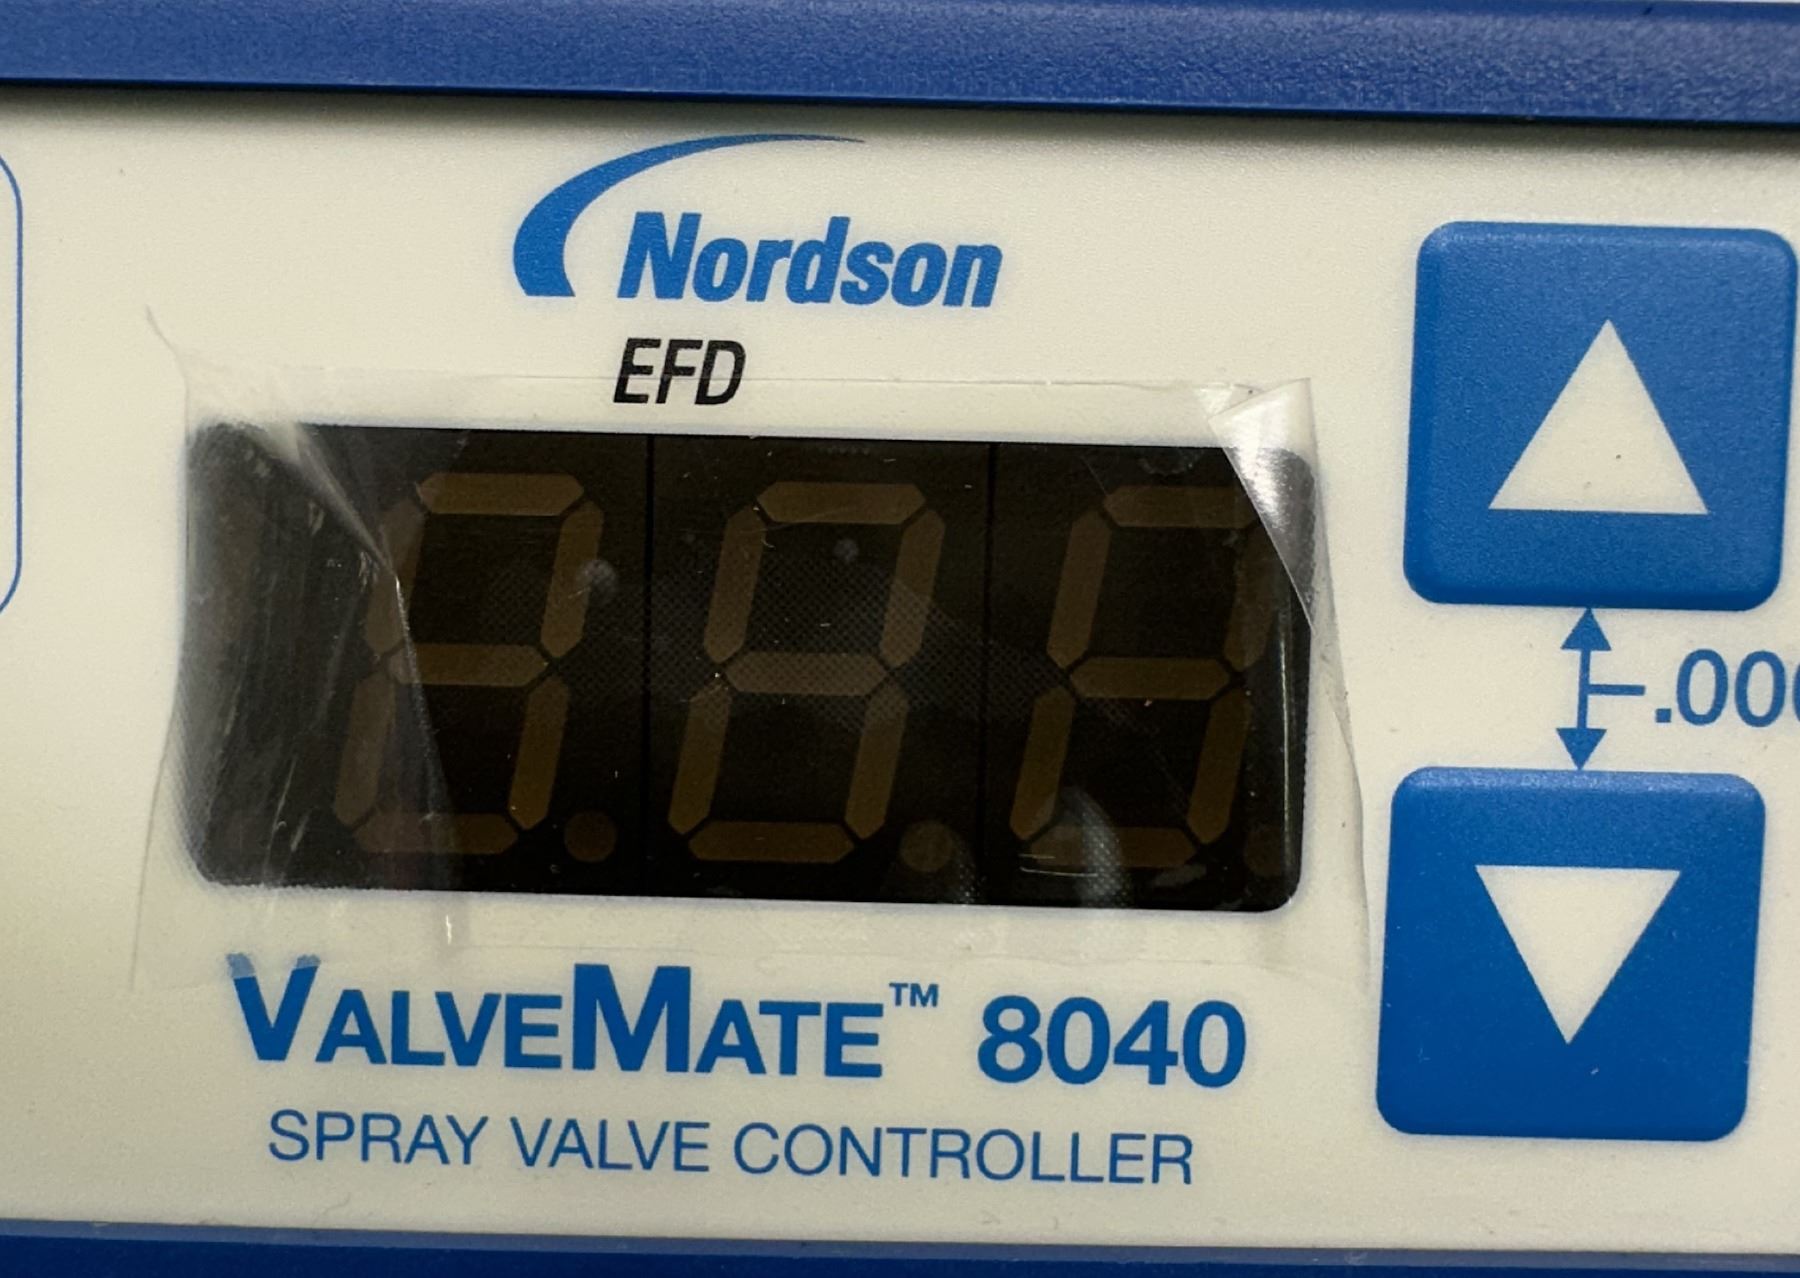 Nordson
EFD
VALVEMATE™ 8040
SPRAY VALVE CONTROLLER